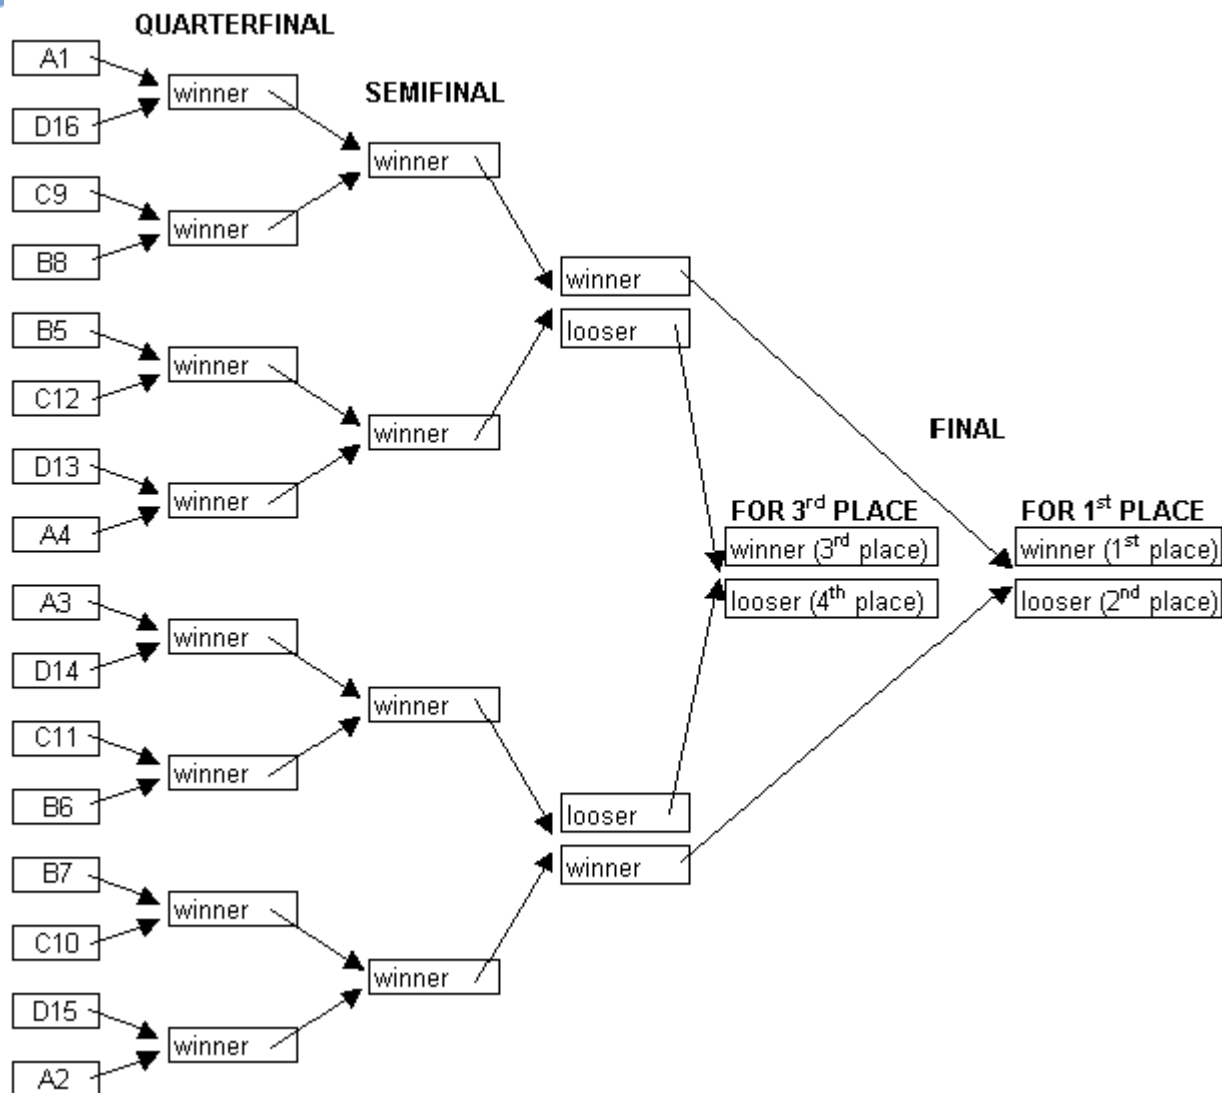 QUARTERFINAL
A1
winner
SEMIFINAL
D16
winner
C9
winner
B8
winner
looser
B5
winner
C12
winner
FINAL
D13
winner
A4
FOR 3rd PLACE
FOR 1st PLACE
winner (3rd place)
winner (1st place)
looser (4th place)
looser (2nd place)
A3
winner
D14
winner
C11
winner
B6
looser
winner
B7
winner
C10
winner
D15
winner
A2